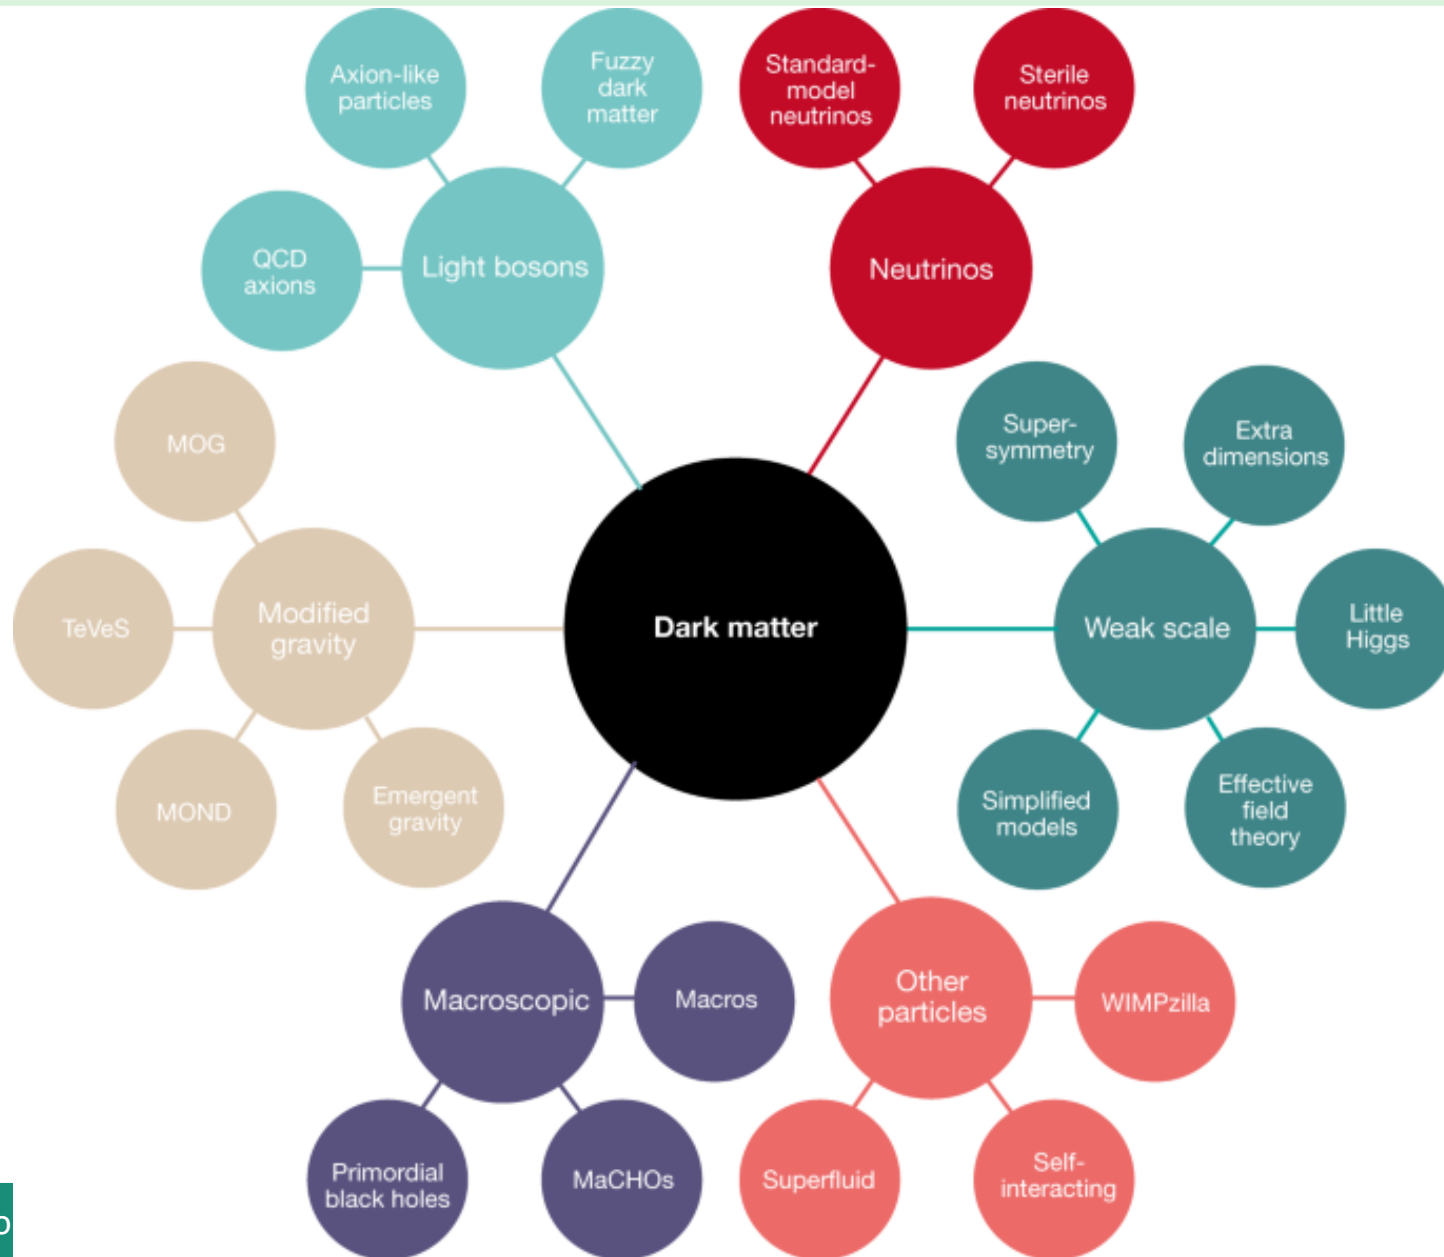 Axion-like
particles
Fuzzy
dark
matter
Standard-
model
neutrinos
Sterile
neutrinos
QCD
axions
Light bosons
Neutrinos
MOG
Super-
symmetry
Extra
dimensions
TeVeS
Modified
gravity
Dark matter
Weak scale
Little
Higgs
MOND
Emergent
gravity
Simplified
models
Effective
field
theory
Macroscopic
Macros
Other
particles
WIMPzilla
Primordial
black holes
MaCHOs
Superfluid
Self-
interacting